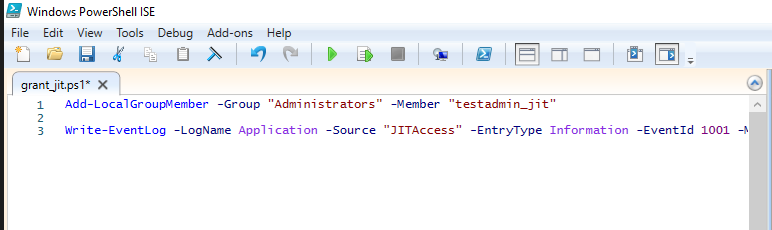 Windows PowerShell ISE
File Edit View Tools Debug Add-ons Help
grant_jit.ps1*
1 Add-LocalGroupMember -Group "Administrators" -Member "testadmin_jit"
2
3 Write-EventLog -LogName Application -Source "JITAccess" -EntryType Information -EventId 1001 -M